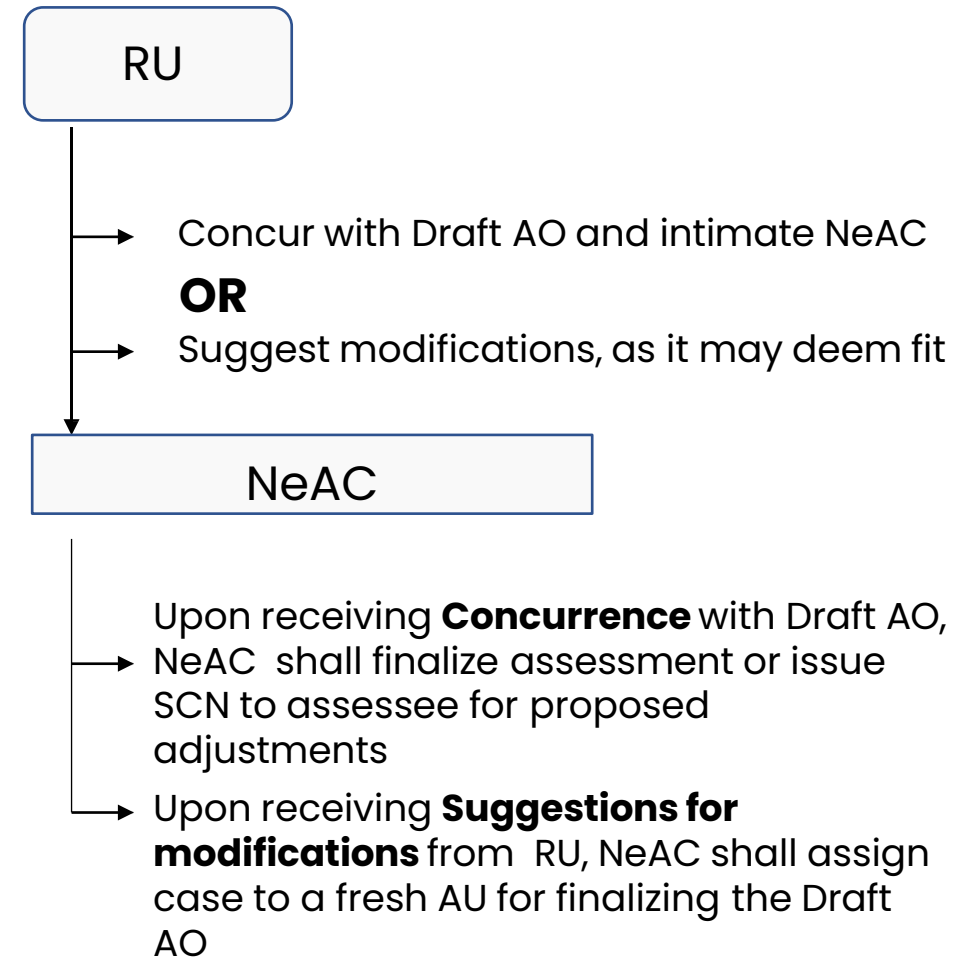 RU
Concur with Draft AO and intimate NeAC
OR
Suggest modifications, as it may deem fit
NeAC
Upon receiving Concurrence with Draft AO,
NeAC shall finalize assessment or issue
SCN to assessee for proposed
adjustments
Upon receiving Suggestions for
modifications from RU, NeAC shall assign
case to a fresh AU for finalizing the Draft
AO